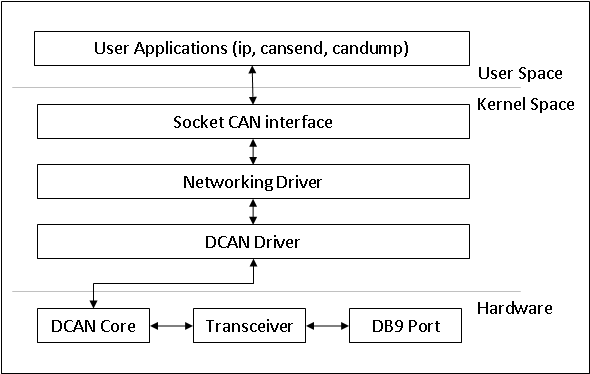 User Applications (ip, cansend, candump)
User Space
Kernel Space
Socket CAN interface
Networking Driver
DCAN Driver
Hardware
DCAN Core
Transceiver
DB9 Port